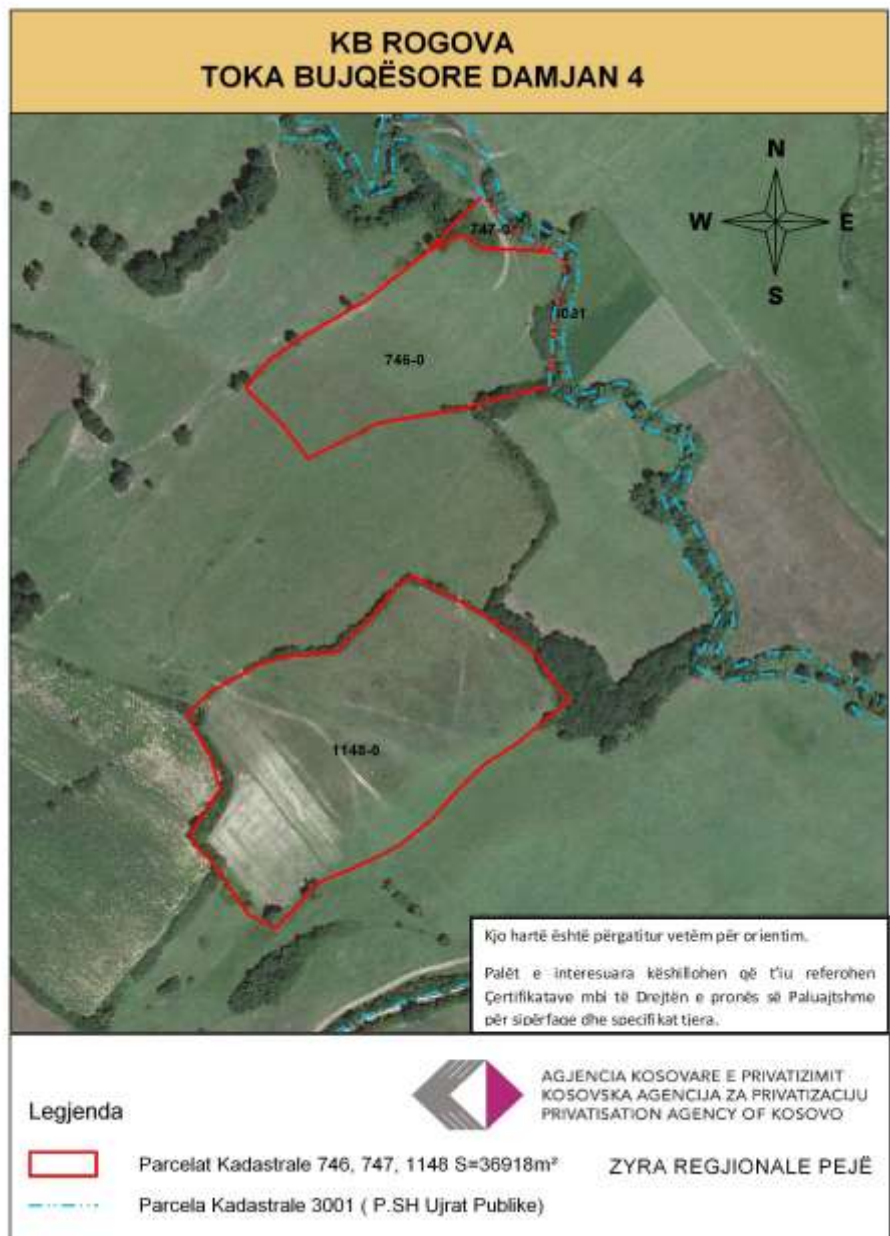 KB ROGOVA
TOKA BUJQËSORE DAMJAN 4
N
W
E
S
747-0
746-0
1148-0
Kjo hartë është përgatitur vetëm për orientim.
Palët e interesuara këshillohen që t'iu referohen
Çertifikatave mbi të Drejtën e pronës së Paluajtshme
për sipërfaqe dhe specifikat tjera.
AGJENCIA KOSOVARE E PRIVATIZIMIT
KOSOVSKA AGENCIJA ZA PRIVATIZACIJU
PRIVATISATION AGENCY OF KOSOVO
Legjenda
Parcelat Kadastrale 746, 747, 1148 S=36918m²
ZYRA REGJIONALE PEJË
Parcela Kadastrale 3001 ( P.SH Ujrat Publike)